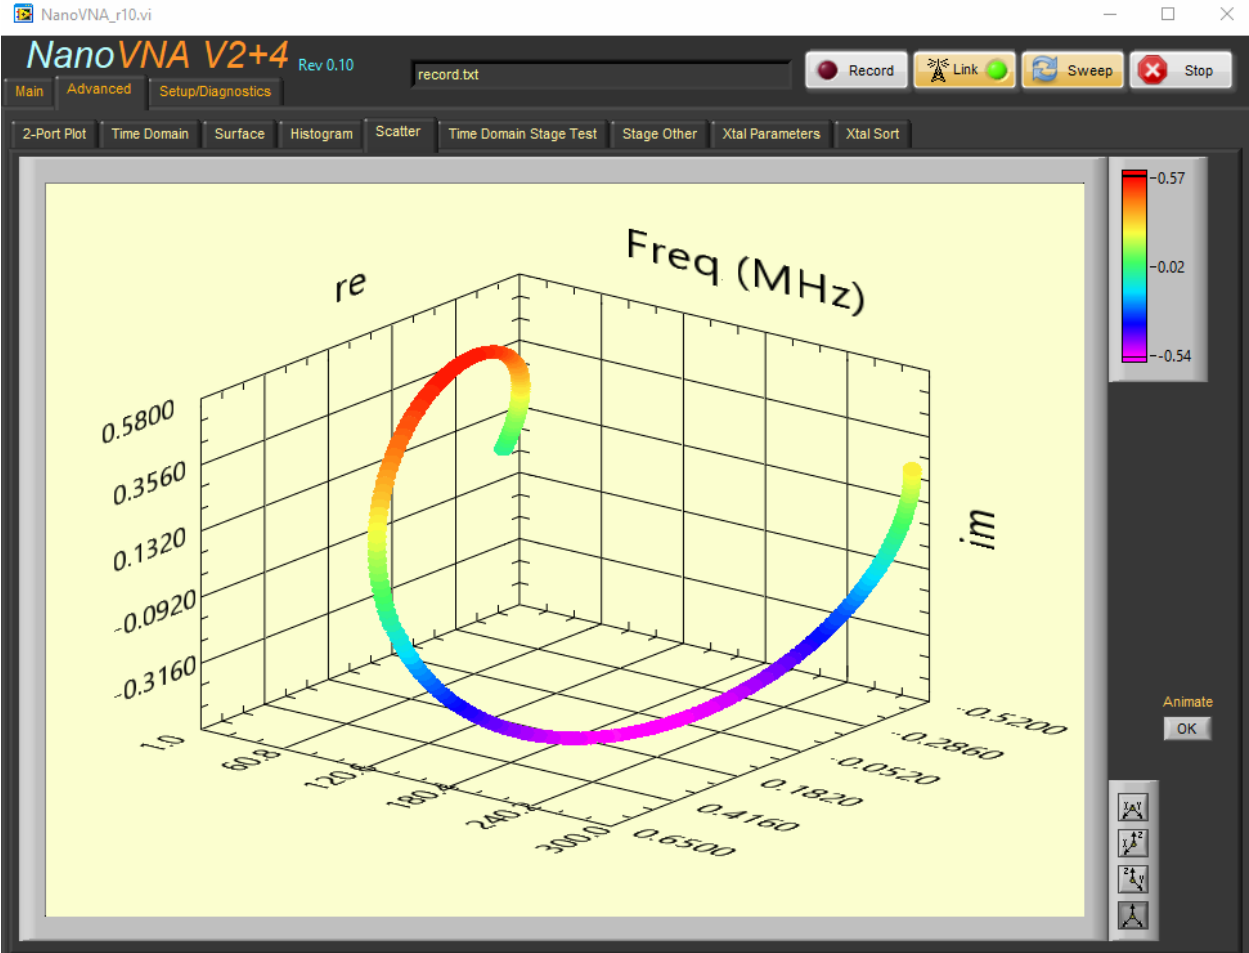 NanoVNA_r10.vi
NanoVNA V2+4 Rev 0.10
record.txt
Record
Link
Sweep
Stop
Main
Advanced
Setup/Diagnostics
2-Port Plot
Time Domain
Surface
Histogram
Scatter
Time Domain Stage Test
Stage Other
Xtal Parameters
Xtal Sort
re
Freq (MHz)
im
0.5800
0.3560
0.1320
-0.0920
-0.3160
1.0
60.8
120.6
180.4
240.2
300.0
-0.5200
-0.2860
-0.0520
0.1820
0.4160
0.6500
-0.57
-0.02
--0.54
Animate
OK
X Y
X Z
Z Y